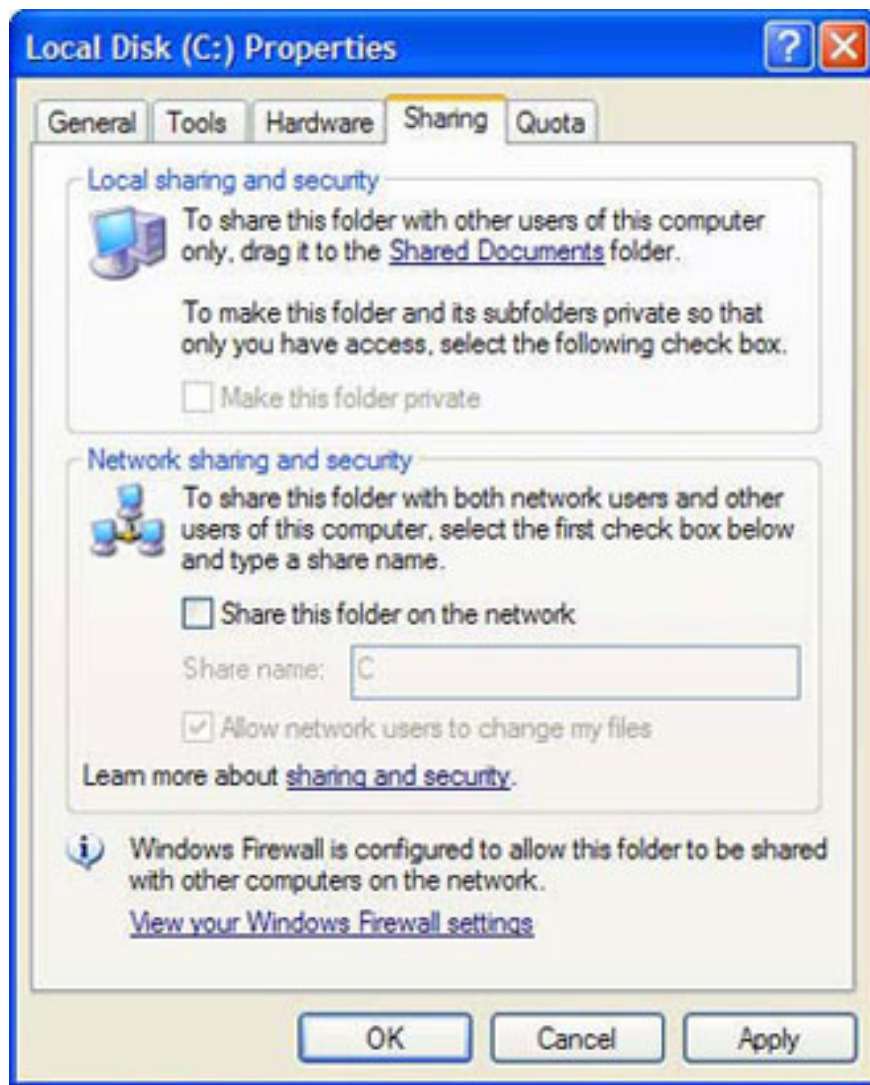 Local Disk (C:) Properties
General Tools Hardware Sharing Quota
Local sharing and security
To share this folder with other users of this computer
only, drag it to the Shared Documents folder.
To make this folder and its subfolders private so that
only you have access, select the following check box.
Make this folder private
Network sharing and security
To share this folder with both network users and other
users of this computer, select the first check box below
and type a share name.
Share this folder on the network
Share name: C
Allow network users to change my files
Learn more about sharing and security.
Windows Firewall is configured to allow this folder to be shared
with other computers on the network.
View your Windows Firewall settings
OK Cancel Apply